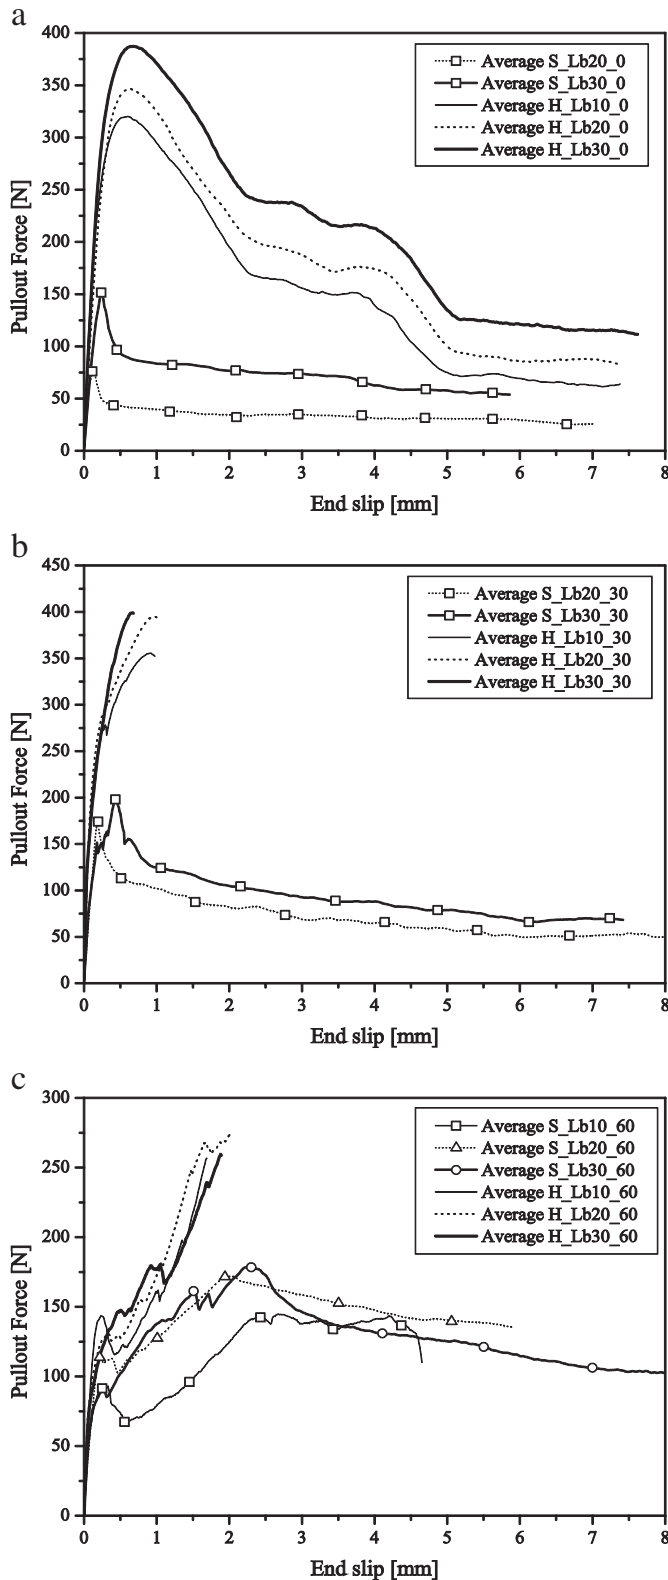 a
400
350
300
250
200
150
100
50
0
Pullout Force [N]
Average S_Lb20_0
Average S_Lb30_0
Average H_Lb10_0
Average H_Lb20_0
Average H_Lb30_0
0 1 2 3 4 5 6 7 8
End slip [mm]
b
450
400
350
300
250
200
150
100
50
0
Pullout Force [N]
Average S_Lb20_30
Average S_Lb30_30
Average H_Lb10_30
Average H_Lb20_30
Average H_Lb30_30
0 1 2 3 4 5 6 7 8
End slip [mm]
c
300
250
200
150
100
50
0
Pullout Force [N]
Average S_Lb10_60
Average S_Lb20_60
Average S_Lb30_60
Average H_Lb10_60
Average H_Lb20_60
Average H_Lb30_60
0 1 2 3 4 5 6 7 8
End slip [mm]